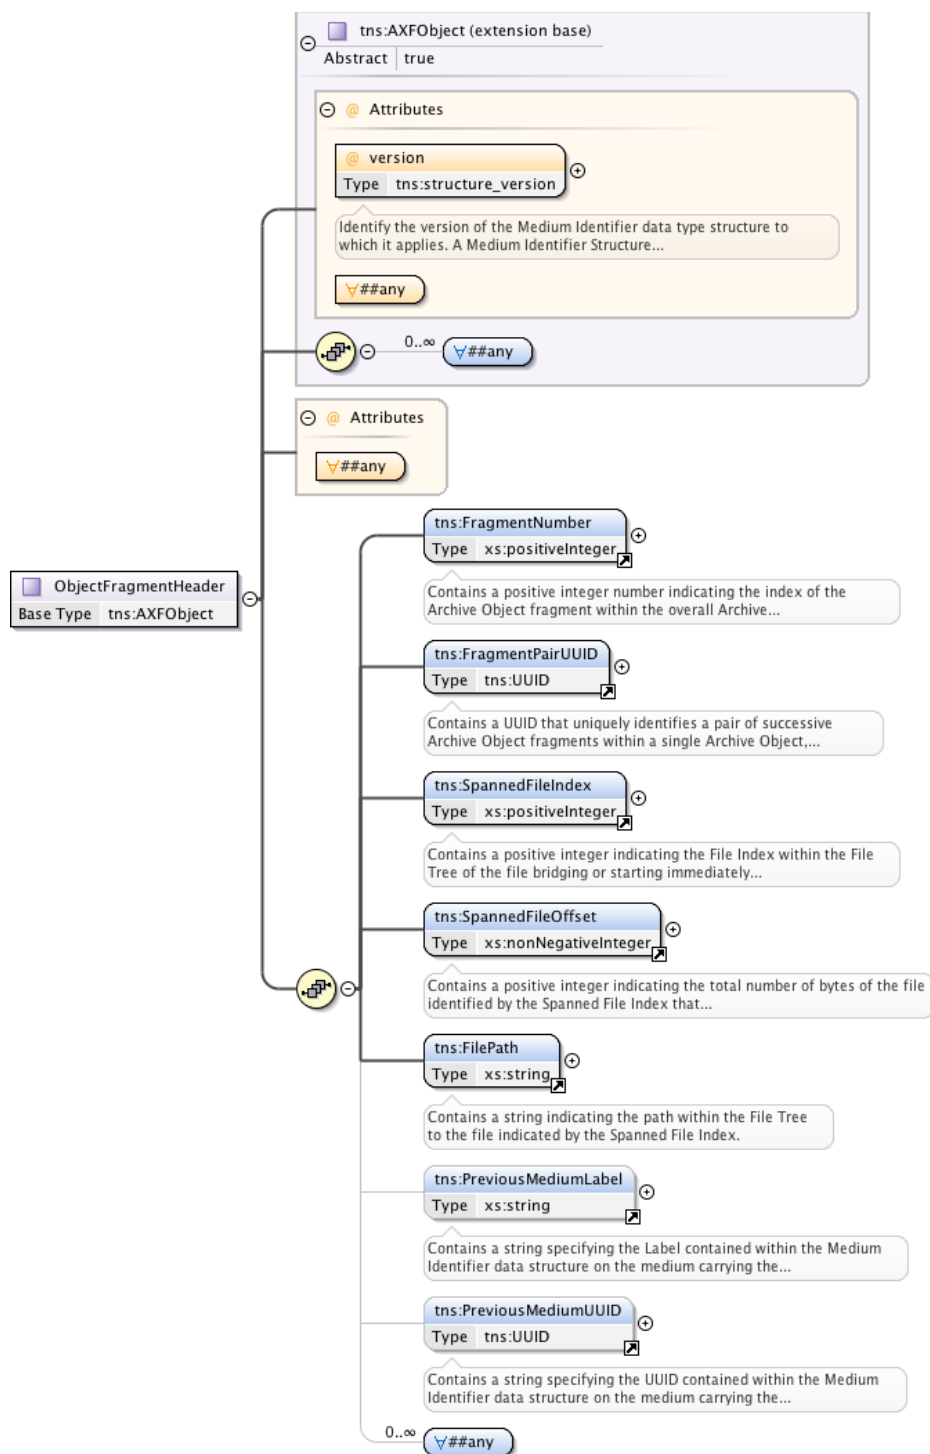 tns:AXFObject (extension base)
Abstract true
@ Attributes
@ version
Type tns:structure_version
Identify the version of the Medium Identifier data type structure to
which it applies. A Medium Identifier Structure...
∀##any
0..∞ ∀##any
@ Attributes
∀##any
ObjectFragmentHeader
Base Type tns:AXFObject
tns:FragmentNumber
Type xs:positiveInteger
Contains a positive integer number indicating the index of the
Archive Object fragment within the overall Archive...
tns:FragmentPairUUID
Type tns:UUID
Contains a UUID that uniquely identifies a pair of successive
Archive Object fragments within a single Archive Object,...
tns:SpannedFileIndex
Type xs:positiveInteger
Contains a positive integer indicating the File Index within the File
Tree of the file bridging or starting immediately...
tns:SpannedFileOffset
Type xs:nonNegativeInteger
Contains a positive integer indicating the total number of bytes of the file
identified by the Spanned File Index that...
tns:FilePath
Type xs:string
Contains a string indicating the path within the File Tree
to the file indicated by the Spanned File Index.
tns:PreviousMediumLabel
Type xs:string
Contains a string specifying the Label contained within the Medium
Identifier data structure on the medium carrying the...
tns:PreviousMediumUUID
Type tns:UUID
Contains a string specifying the UUID contained within the Medium
Identifier data structure on the medium carrying the...
0..∞ ∀##any